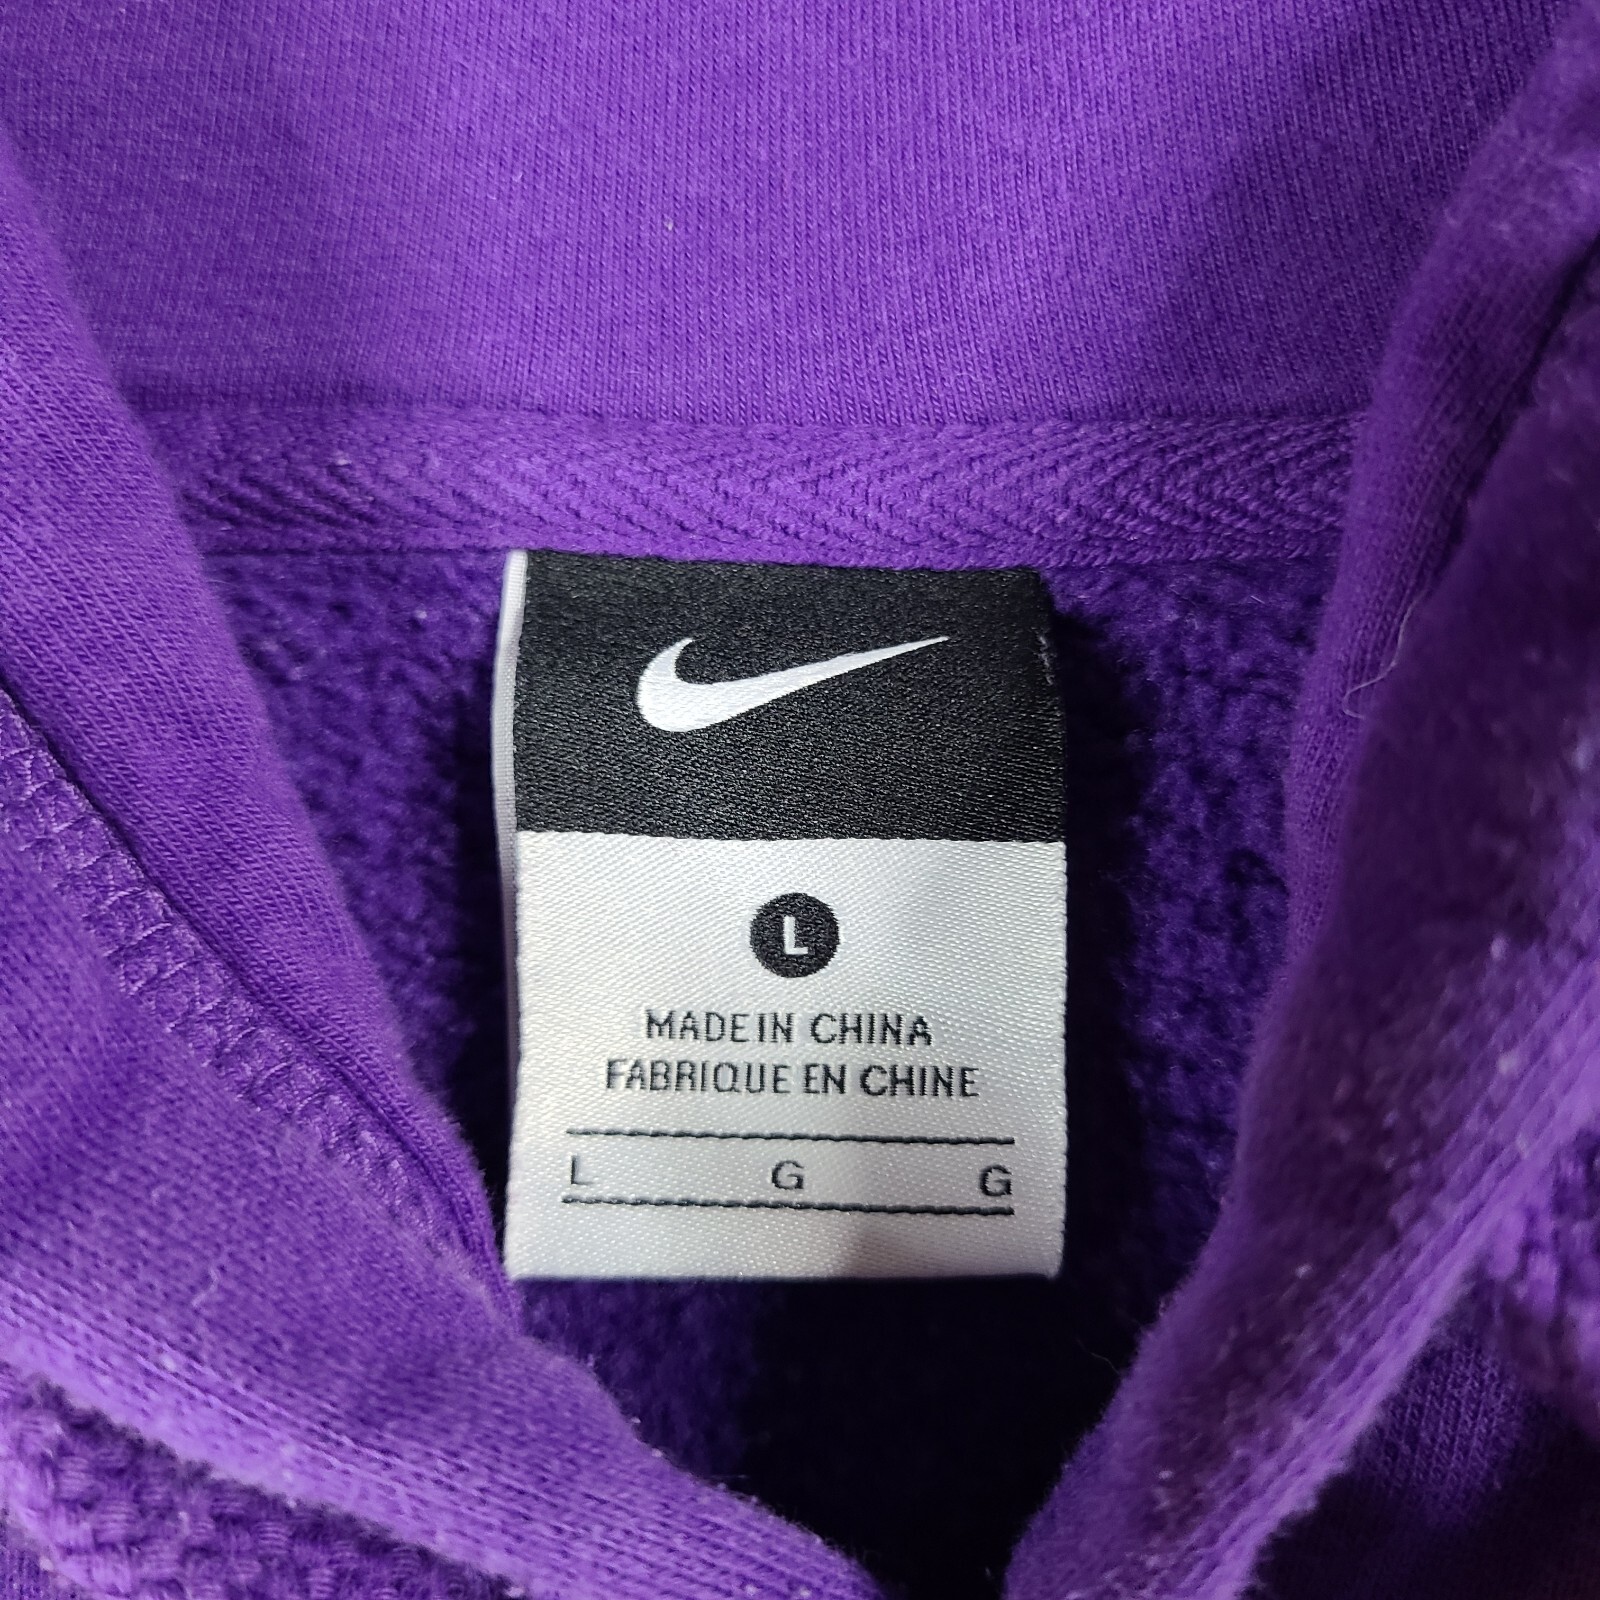 L
MADE IN CHINA
FABRIQUE EN CHINE
L G G